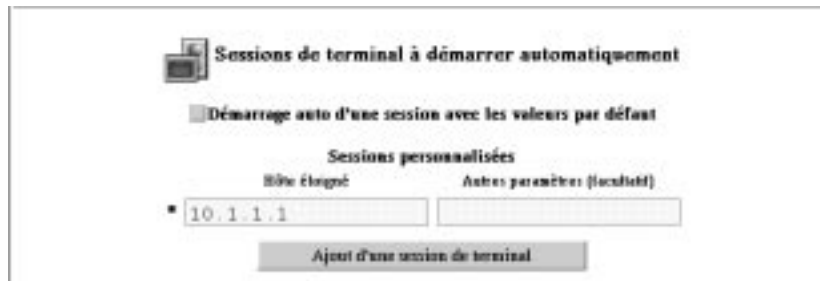 Sessions de terminal à démarrer automatiquement
Démarrage auto d'une session avec les valeurs par défaut
Sessions personnalisées
Hôte éloigné Autres paramètres (facultatif)
10.1.1.1
Ajout d'une session de terminal